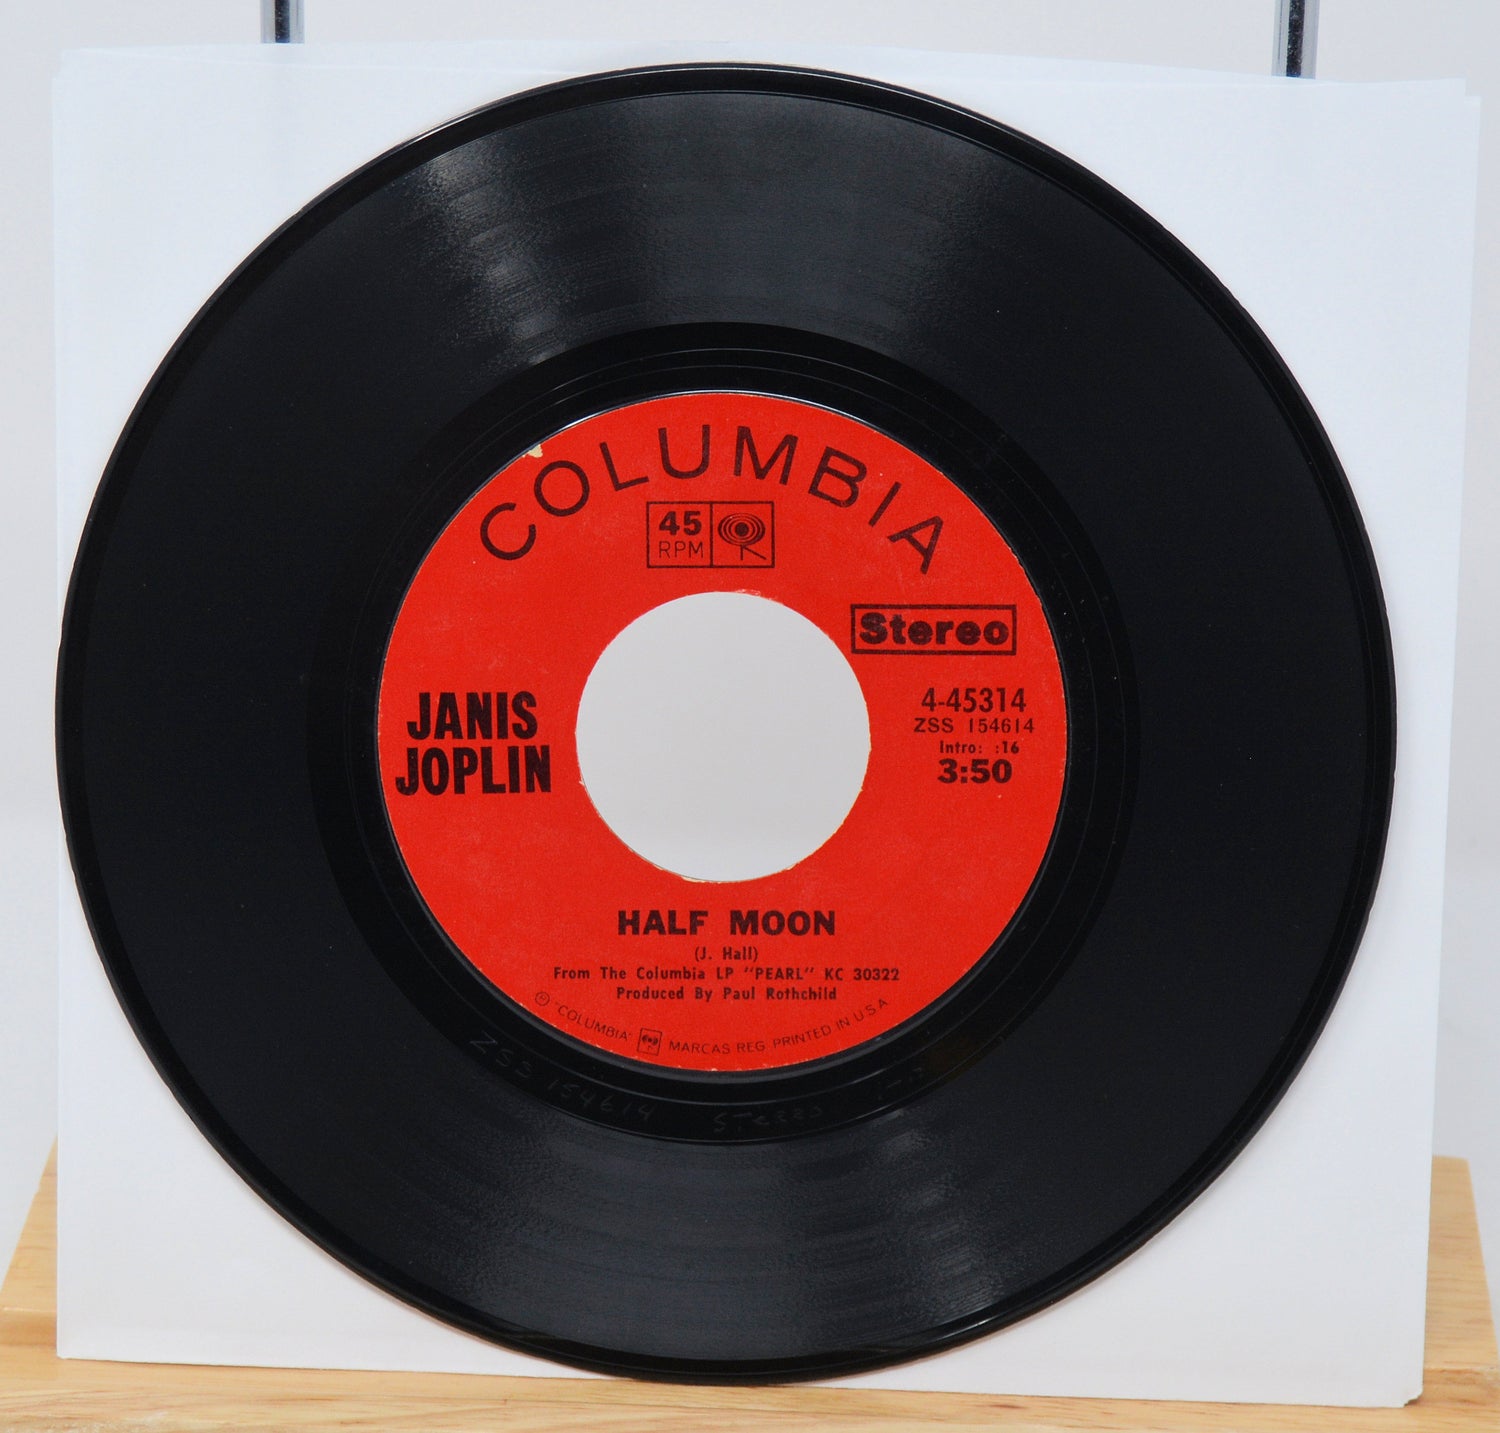 COLUMBIA
45
RPM
Stereo
JANIS
JOPLIN
4-45314
ZSS 154614
Intro: :16
3:50
HALF MOON
(J. Hall)
From The Columbia LP "PEARL" KC 30322
Produced By Paul Rothchild
℗ "COLUMBIA" MARCAS REG. PRINTED IN U.S.A
ZSS 154614 Stereo